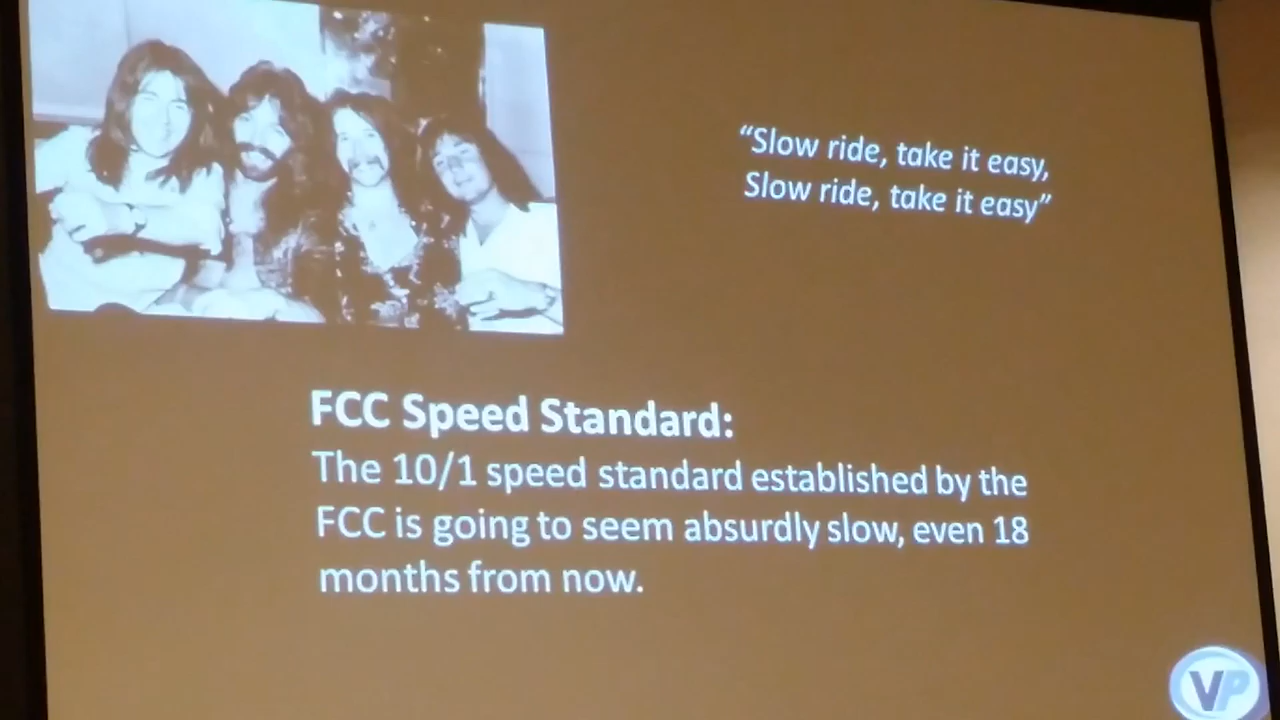 “Slow ride, take it easy,
Slow ride, take it easy”
FCC Speed Standard:
The 10/1 speed standard established by the
FCC is going to seem absurdly slow, even 18
months from now.
VP